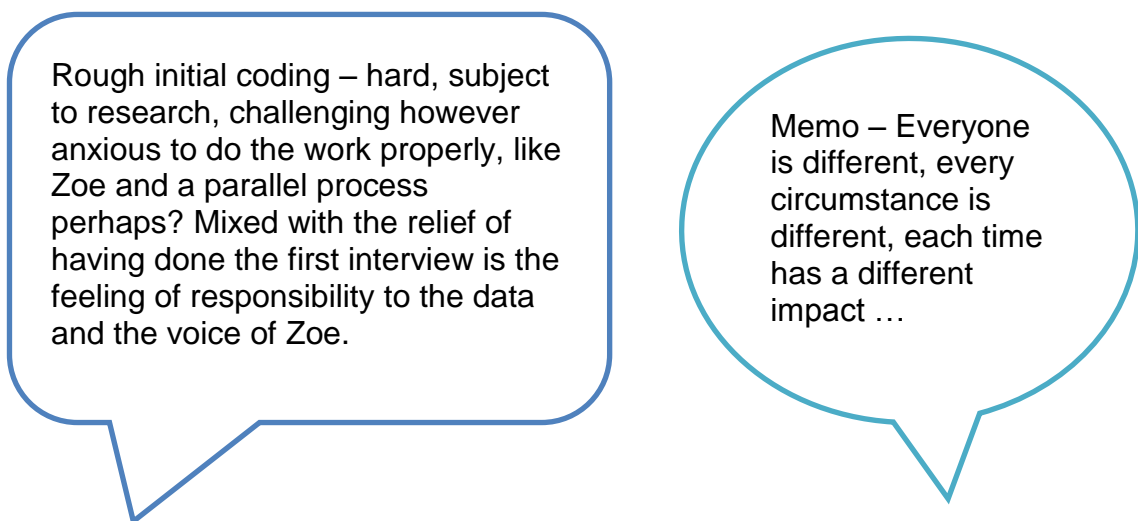 Rough initial coding – hard, subject
to research, challenging however
anxious to do the work properly, like
Zoe and a parallel process
perhaps? Mixed with the relief of
having done the first interview is the
feeling of responsibility to the data
and the voice of Zoe.
Memo – Everyone
is different, every
circumstance is
different, each time
has a different
impact …